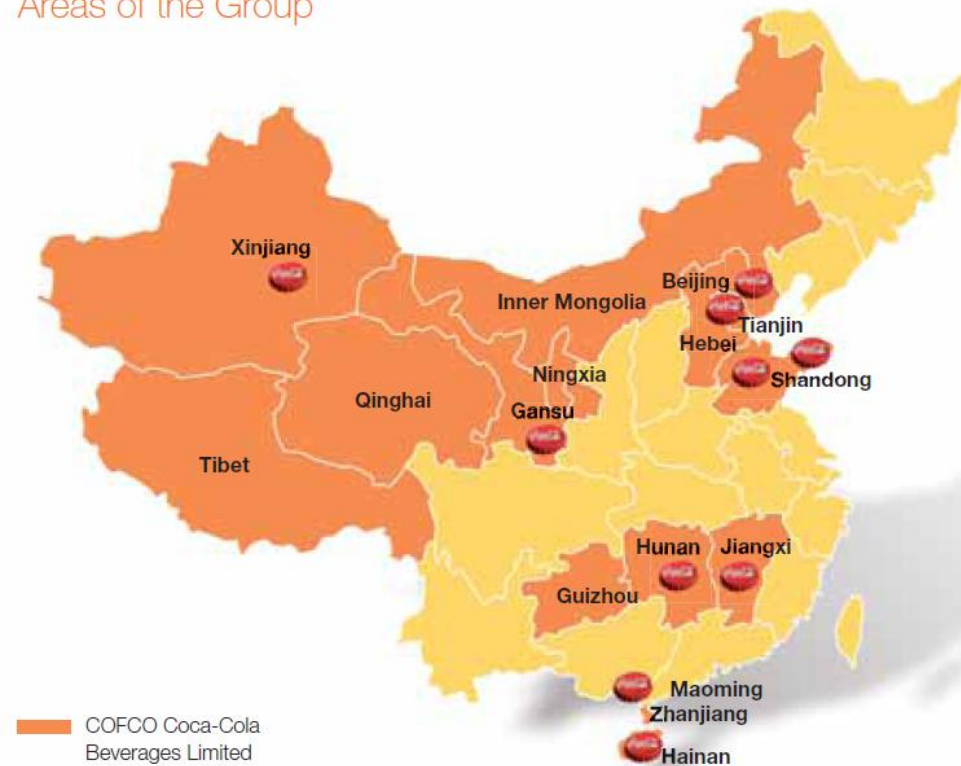 Areas of the Group
Xinjiang
Beijing
Inner Mongolia
Tianjin
Hebei
Ningxia
Shandong
Qinghai
Gansu
Tibet
Hunan
Jiangxi
Guizhou
Maoming
Zhanjiang
Hainan
COFCO Coca-Cola
Beverages Limited